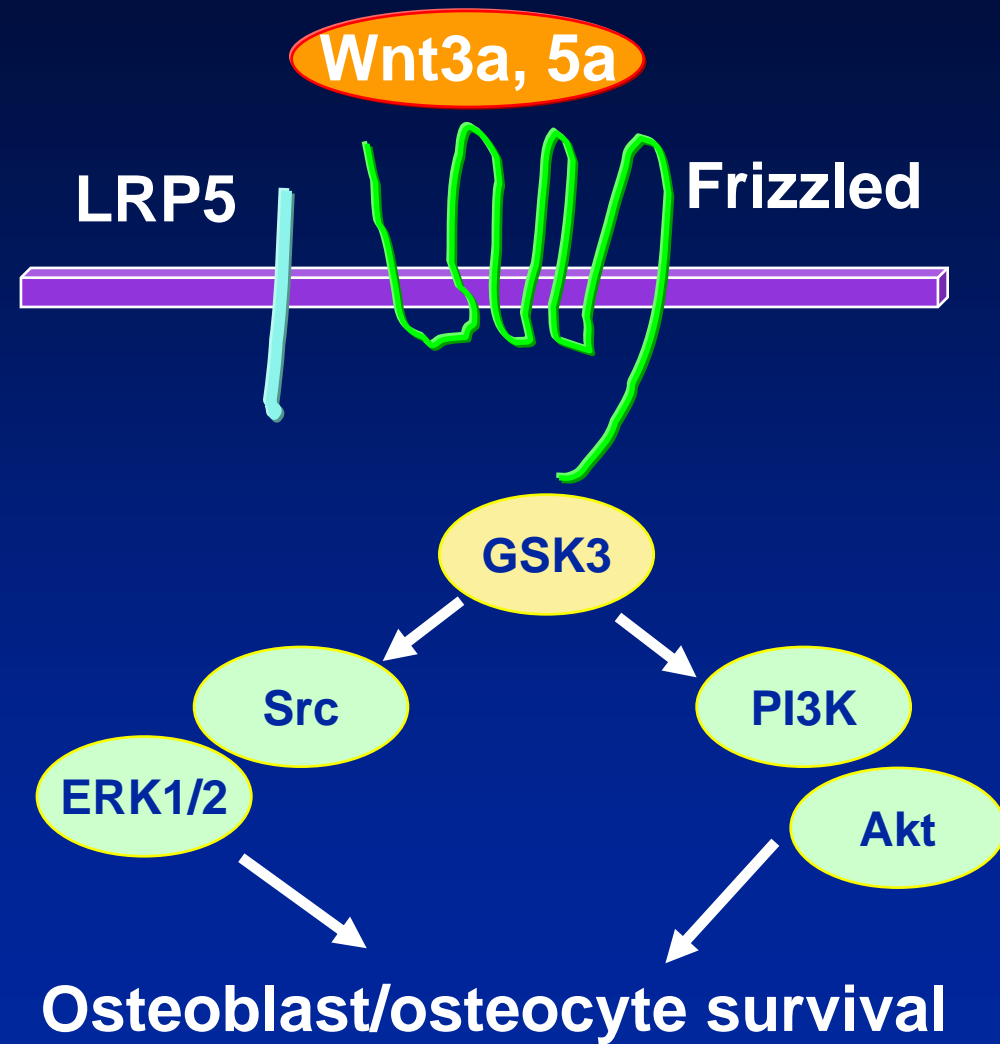 Wnt3a, 5a
LRP5
Frizzled
GSK3
Src
PI3K
ERK1/2
Akt
Osteoblast/osteocyte survival